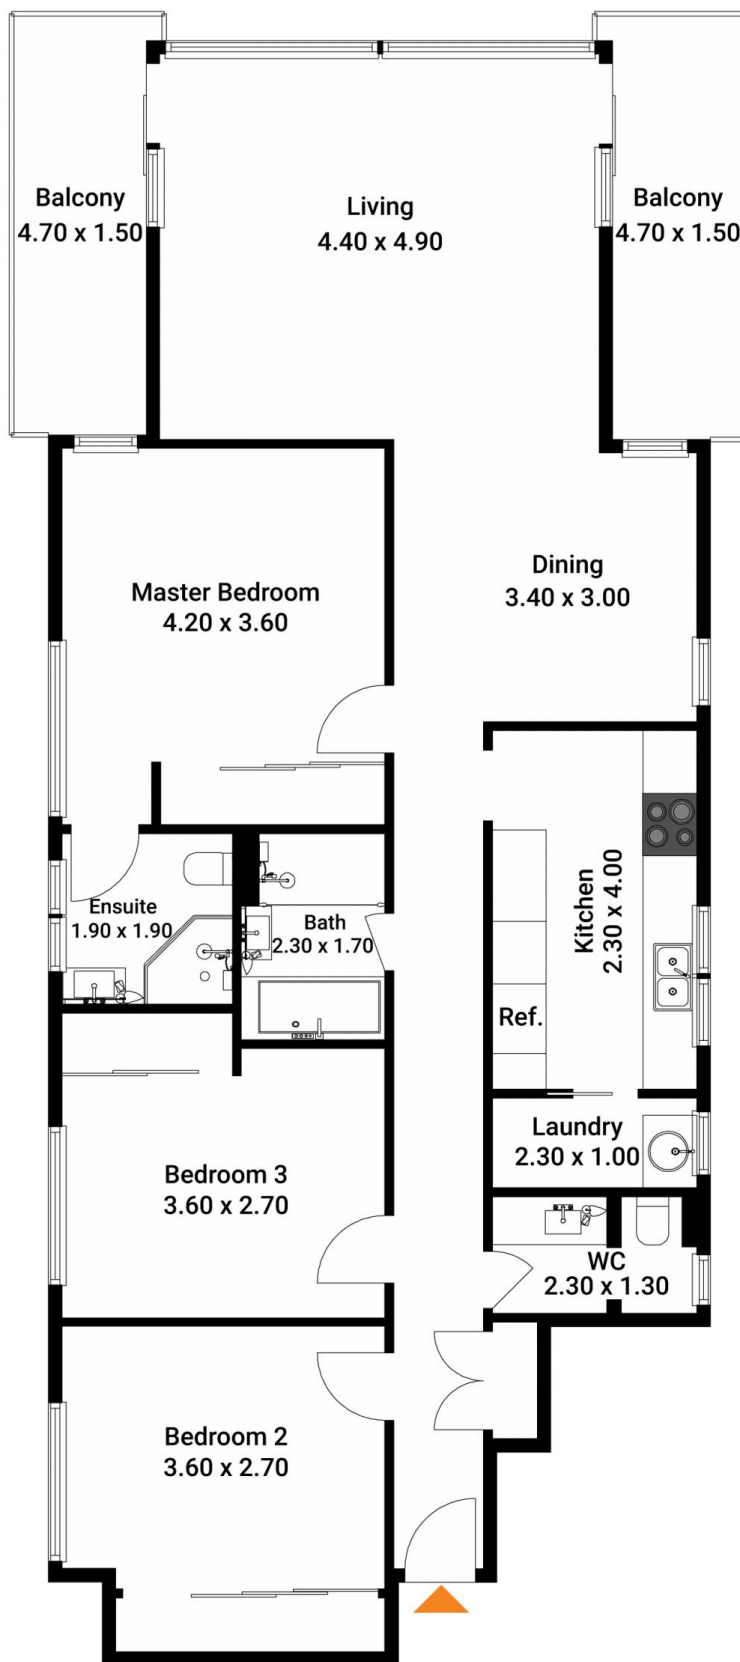 Balcony
4.70 x 1.50
Living
4.40 x 4.90
Balcony
4.70 x 1.50
Master Bedroom
4.20 x 3.60
Dining
3.40 x 3.00
Ensuite
1.90 x 1.90
Bath
2.30 x 1.70
Kitchen
2.30 x 4.00
Ref.
Laundry
2.30 x 1.00
Bedroom 3
3.60 x 2.70
WC
2.30 x 1.30
Bedroom 2
3.60 x 2.70